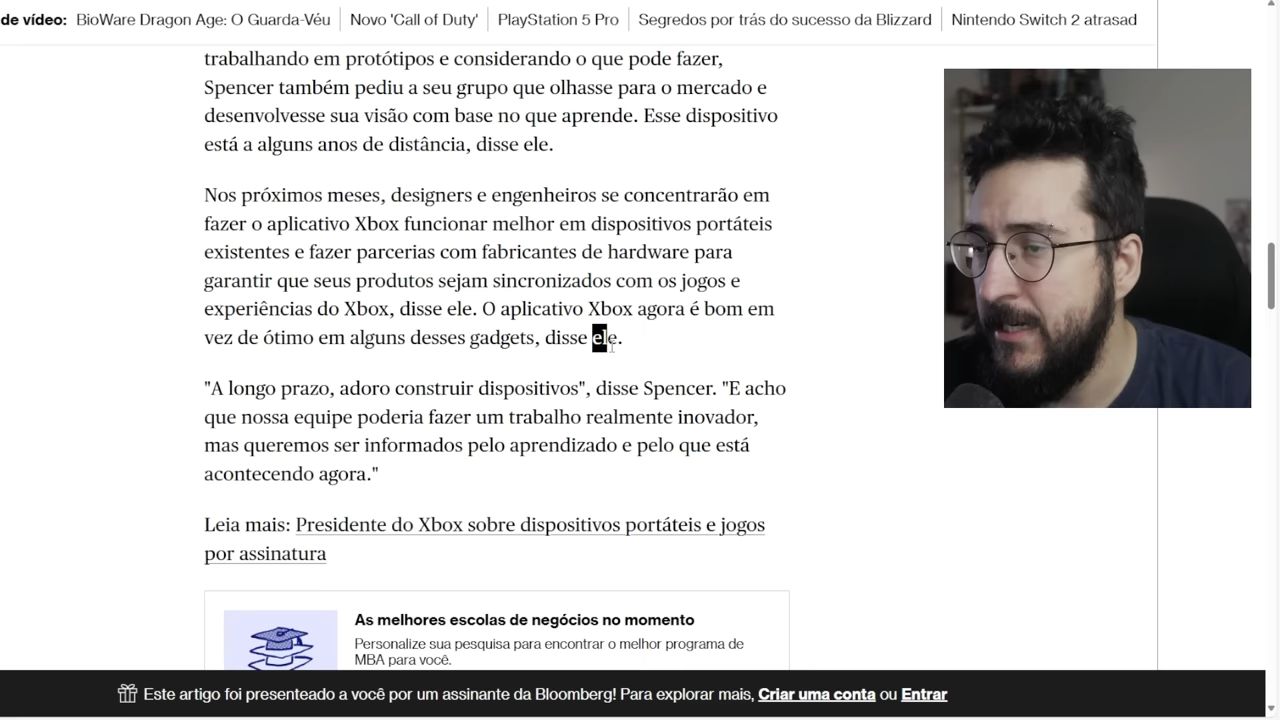 de vídeo: BioWare Dragon Age: O Guarda-Véu Novo 'Call of Duty' PlayStation 5 Pro Segredos por trás do sucesso da Blizzard Nintendo Switch 2 atrasad
trabalhando em protótipos e considerando o que pode fazer,
Spencer também pediu a seu grupo que olhasse para o mercado e
desenvolvesse sua visão com base no que aprende. Esse dispositivo
está a alguns anos de distância, disse ele.
Nos próximos meses, designers e engenheiros se concentrarão em
fazer o aplicativo Xbox funcionar melhor em dispositivos portáteis
existentes e fazer parcerias com fabricantes de hardware para
garantir que seus produtos sejam sincronizados com os jogos e
experiências do Xbox, disse ele. O aplicativo Xbox agora é bom em
vez de ótimo em alguns desses gadgets, disse ele.
"A longo prazo, adoro construir dispositivos", disse Spencer. "E acho
que nossa equipe poderia fazer um trabalho realmente inovador,
mas queremos ser informados pelo aprendizado e pelo que está
acontecendo agora."
Leia mais: Presidente do Xbox sobre dispositivos portáteis e jogos
por assinatura
As melhores escolas de negócios no momento
Personalize sua pesquisa para encontrar o melhor programa de
MBA para você.
Este artigo foi presenteado a você por um assinante da Bloomberg! Para explorar mais, Criar uma conta ou Entrar